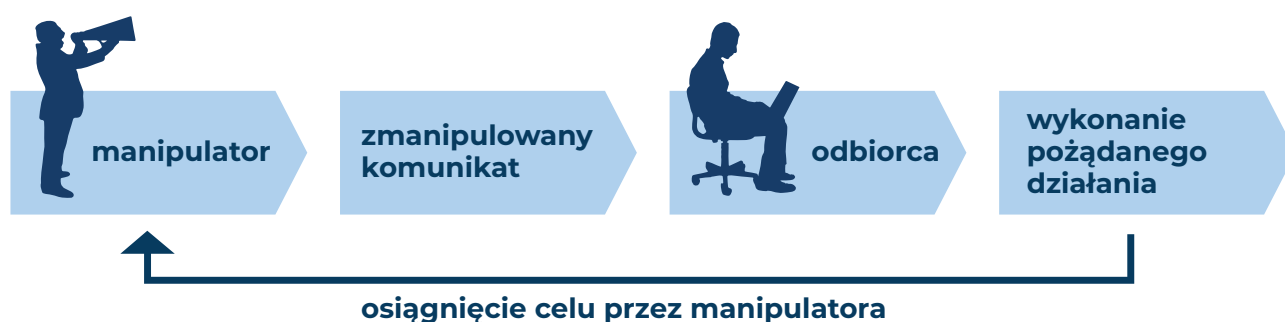 manipulator
zmanipulowany
komunikat
odbiorca
wykonanie
pożądanego
działania
osiągnięcie celu przez manipulatora